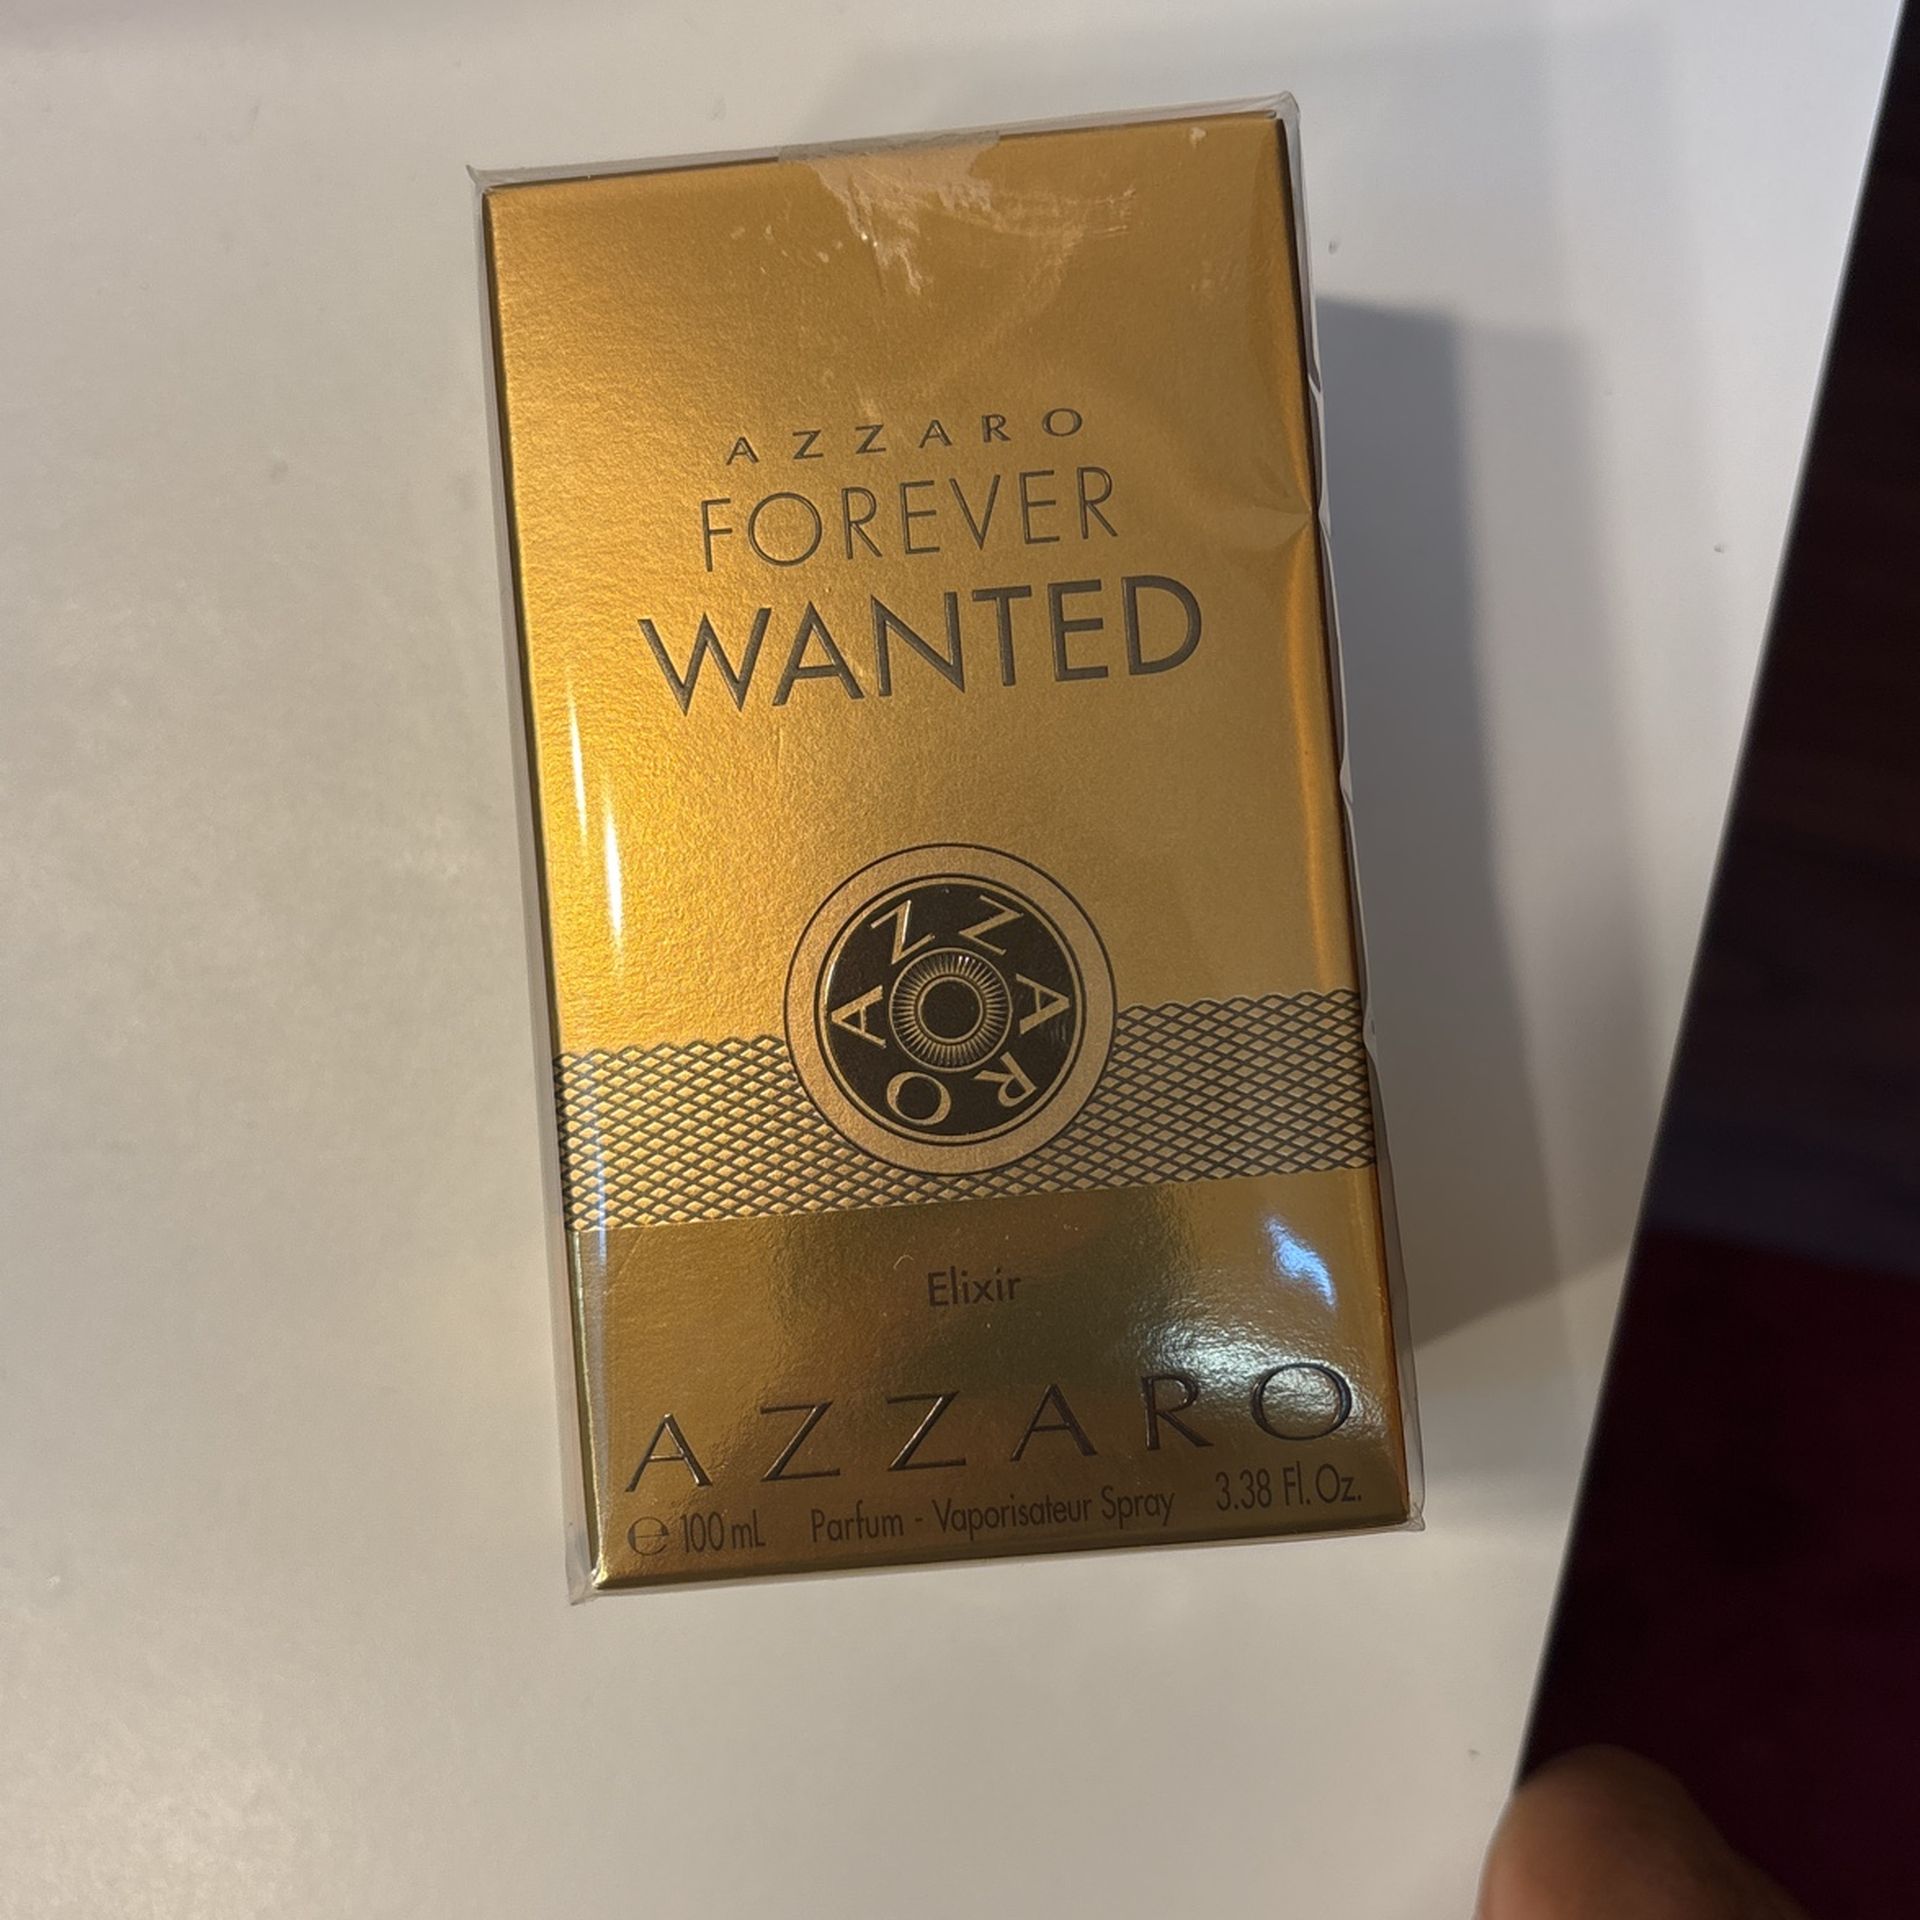 AZZARO
FOREVER
WANTED
AZZARO
Elixir
AZZARO
℮ 100 mL Parfum - Vaporisateur Spray 3.38 Fl. Oz.